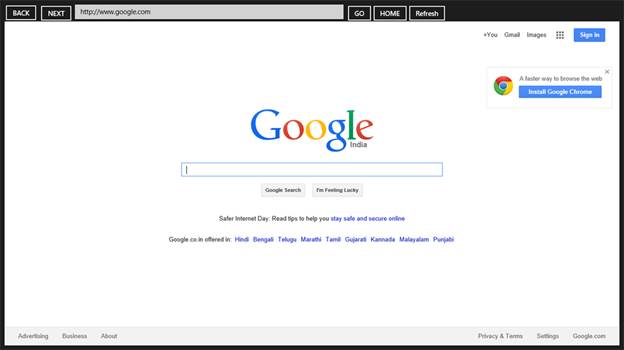 BACK NEXT http://www.google.com GO HOME Refresh
+You Gmail Images Sign in
A faster way to browse the web
Install Google Chrome
Google
India
Google Search I'm Feeling Lucky
Safer Internet Day: Read tips to help you stay safe and secure online
Google.co.in offered in: Hindi Bengali Telugu Marathi Tamil Gujarati Kannada Malayalam Punjabi
Advertising Business About Privacy & Terms Settings Google.com